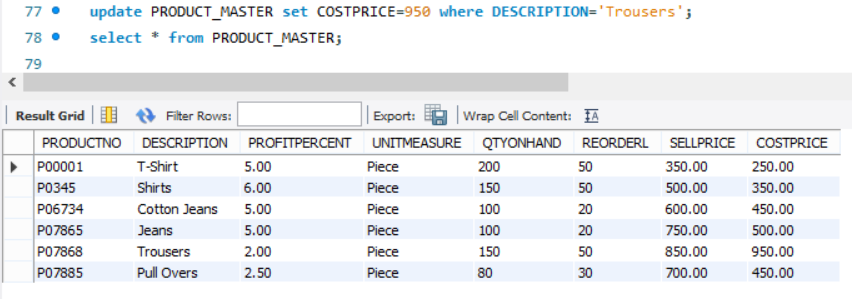 77 update PRODUCT_MASTER set COSTPRICE=950 where DESCRIPTION='Trousers';
78 select * from PRODUCT_MASTER;
79
Result Grid Filter Rows: Export: Wrap Cell Content: IA
PRODUCTNO DESCRIPTION PROFITPERCENT UNITMEASURE QTYONHAND REORDERL SELLPRICE COSTPRICE
P00001 T-Shirt 5.00 Piece 200 50 350.00 250.00
P0345 Shirts 6.00 Piece 150 50 500.00 350.00
P06734 Cotton Jeans 5.00 Piece 100 20 600.00 450.00
P07865 Jeans 5.00 Piece 100 20 750.00 500.00
P07868 Trousers 2.00 Piece 150 50 850.00 950.00
P07885 Pull Overs 2.50 Piece 80 30 700.00 450.00